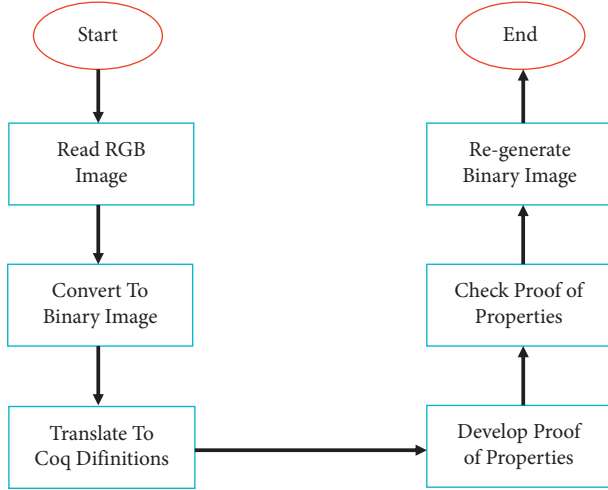 Start
Read RGB
Image
Convert To
Binary Image
Translate To
Coq Difinitions
Develop Proof
of Properties
Check Proof of
Properties
Re-generate
Binary Image
End